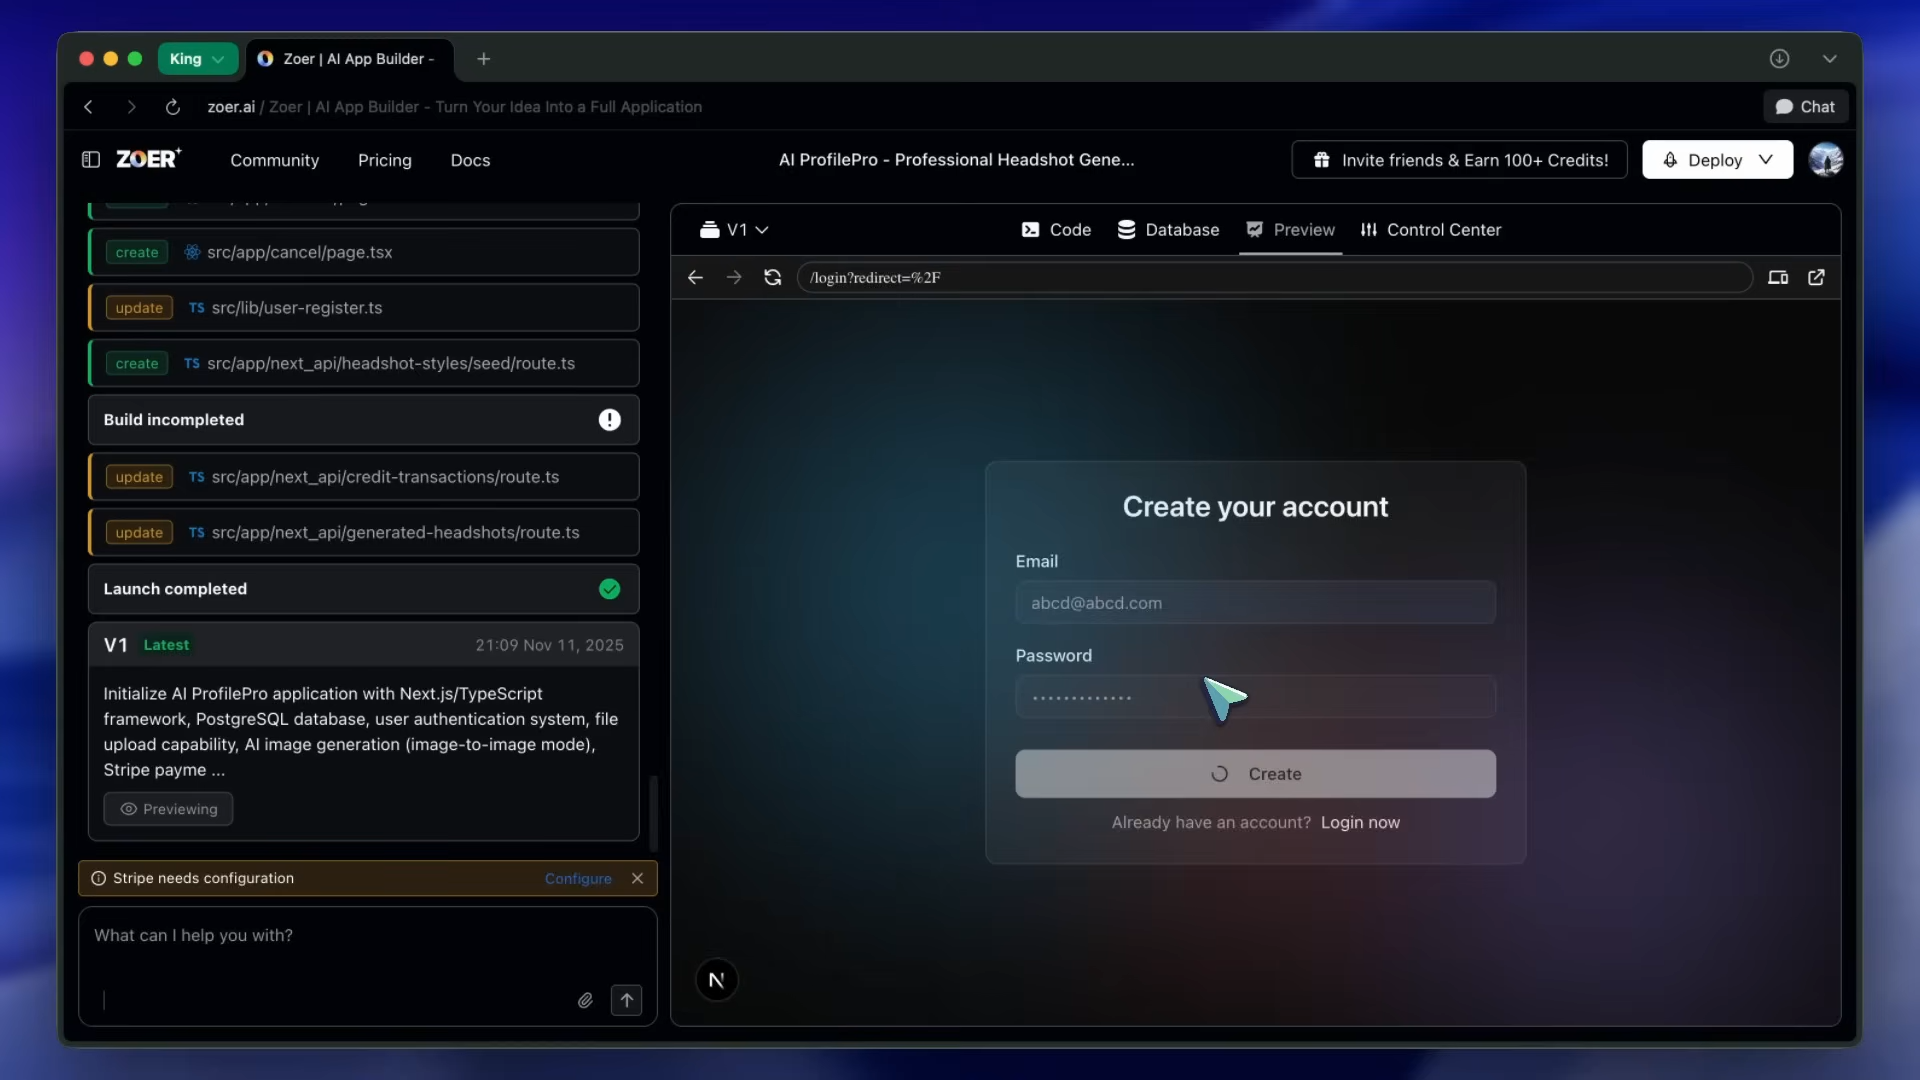 King
Zoer | AI App Builder -
zoer.ai / Zoer | AI App Builder - Turn Your Idea Into a Full Application
Chat
ZOER
Community
Pricing
Docs
AI ProfilePro - Professional Headshot Gene...
Invite friends & Earn 100+ Credits!
Deploy
create src/app/cancel/page.tsx
update TS src/lib/user-register.ts
create TS src/app/next_api/headshot-styles/seed/route.ts
Build incompleted
update TS src/app/next_api/credit-transactions/route.ts
update TS src/app/next_api/generated-headshots/route.ts
Launch completed
V1 Latest 21:09 Nov 11, 2025
Initialize AI ProfilePro application with Next.js/TypeScript
framework, PostgreSQL database, user authentication system, file
upload capability, AI image generation (image-to-image mode),
Stripe payme ...
Previewing
Stripe needs configuration Configure
What can I help you with?
V1
Code
Database
Preview
Control Center
/login?redirect=%2F
Create your account
Email
abcd@abcd.com
Password
Create
Already have an account? Login now
N